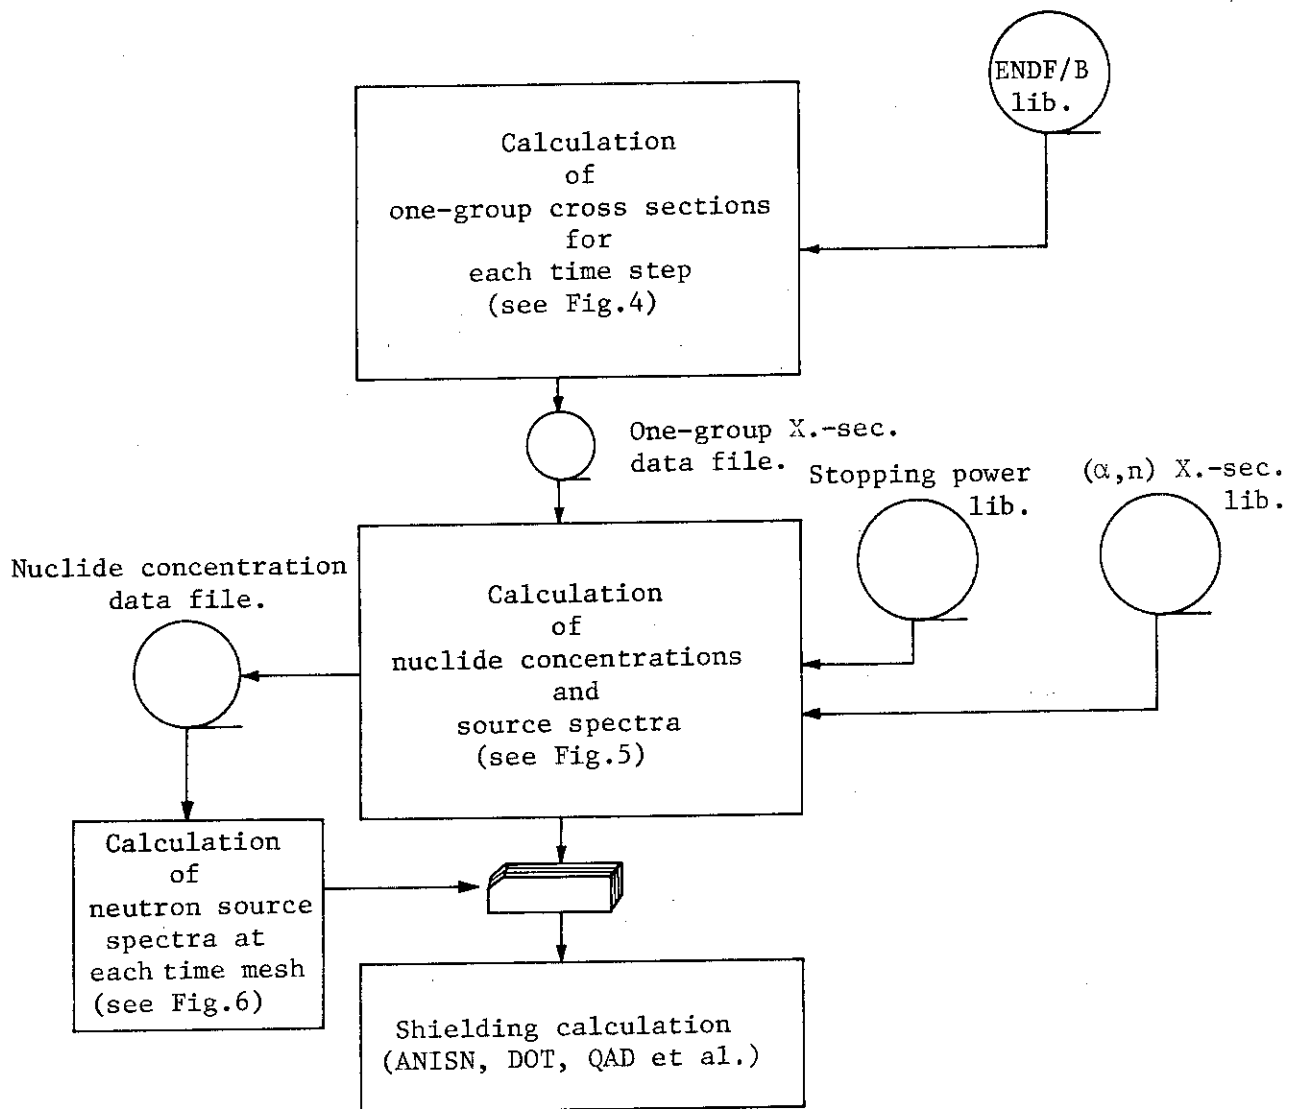 ENDF/B
lib.
Calculation
of
one-group cross sections
for
each time step
(see Fig.4)
One-group X.-sec.
data file.
Stopping power
lib.
(α,n) X.-sec.
lib.
Nuclide concentration
data file.
Calculation
of
nuclide concentrations
and
source spectra
(see Fig.5)
Calculation
of
neutron source
spectra at
each time mesh
(see Fig.6)
Shielding calculation
(ANISN, DOT, QAD et al.)